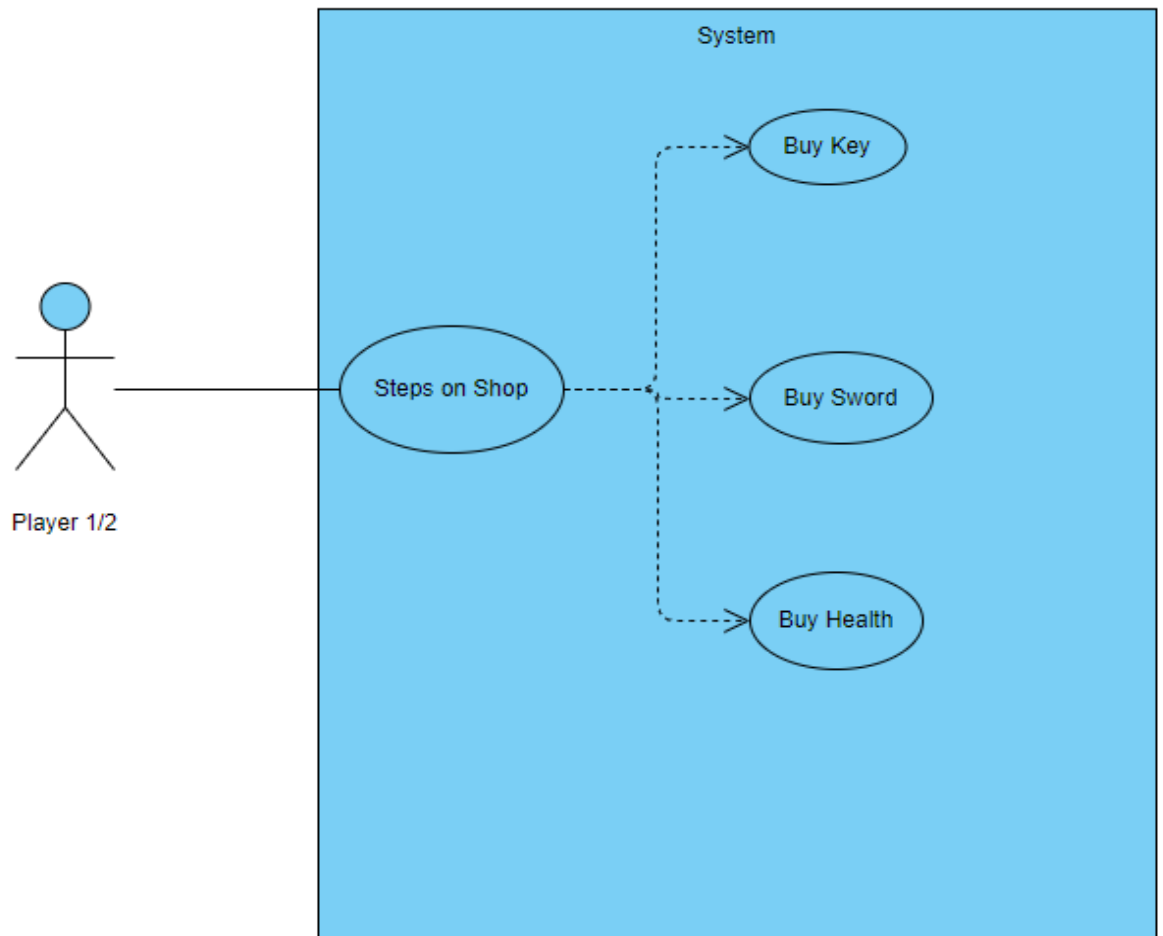 System
Buy Key
Steps on Shop
Buy Sword
Player 1/2
Buy Health